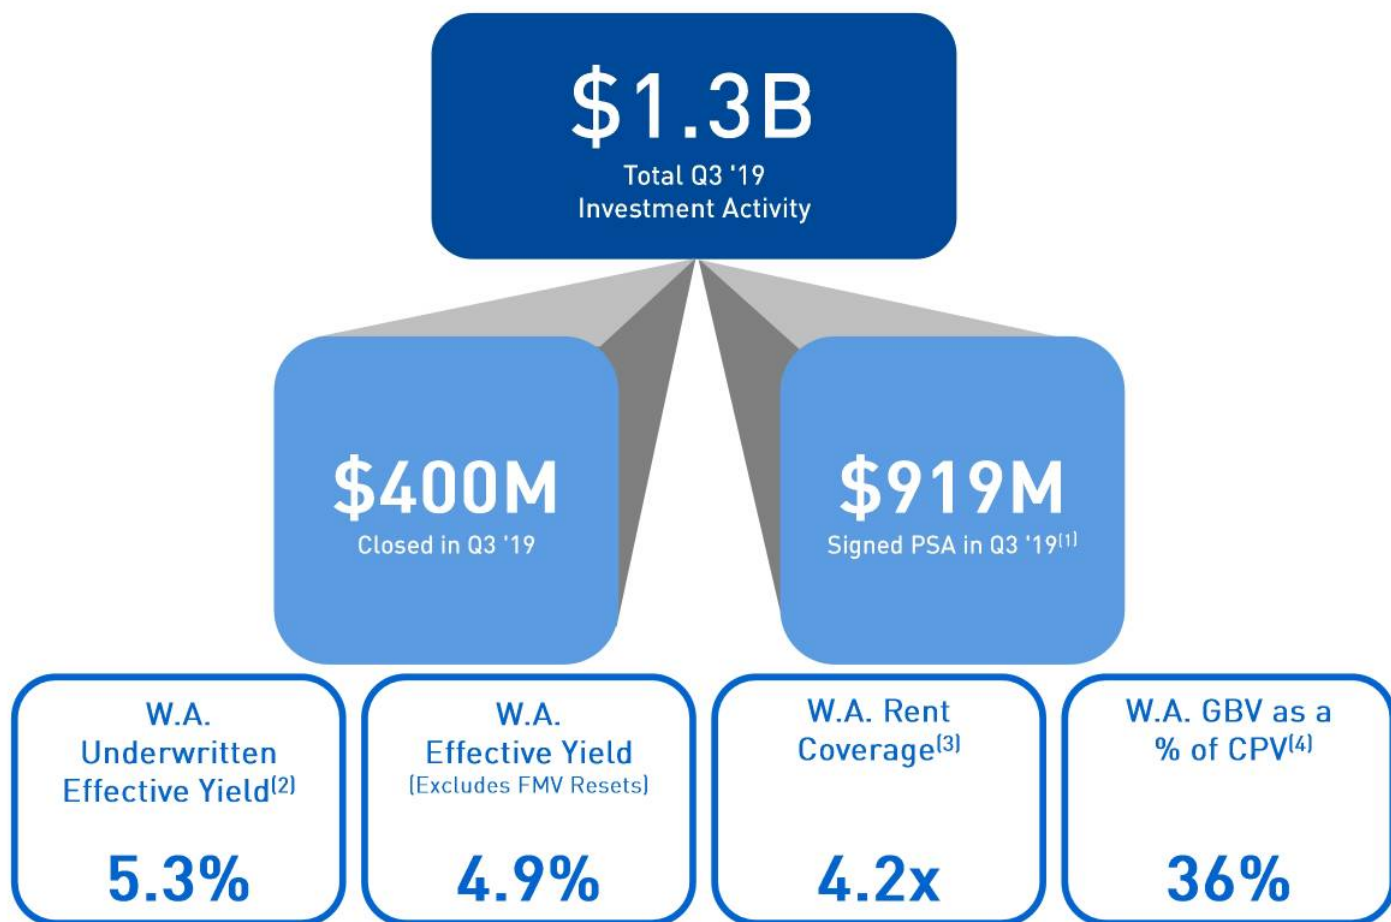 $1.3B
Total Q3 '19
Investment Activity
$400M
Closed in Q3 '19
$919M
Signed PSA in Q3 '19(1)
W.A.
Underwritten
Effective Yield(2)
5.3%
W.A.
Effective Yield
(Excludes FMV Resets)
4.9%
W.A. Rent
Coverage(3)
4.2x
W.A. GBV as a
% of CPV(4)
36%